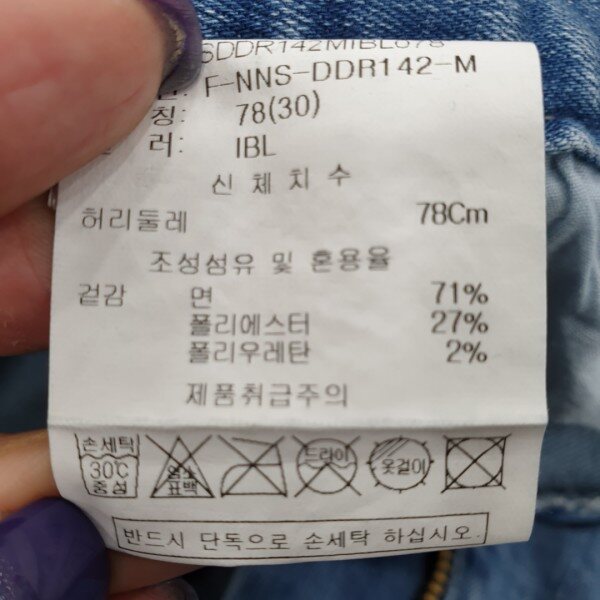 SDDR142MIBL078
F-NNS-DDR142-M
칭: 78(30)
러: IBL
신체치수
허리둘레 78Cm
조성섬유 및 혼용율
겉감 면 71%
폴리에스터 27%
폴리우레탄 2%
제품취급주의
손세탁 30℃ 중성
염소 표백
드라이
옷걸이
반드시 단독으로 손세탁 하십시오.